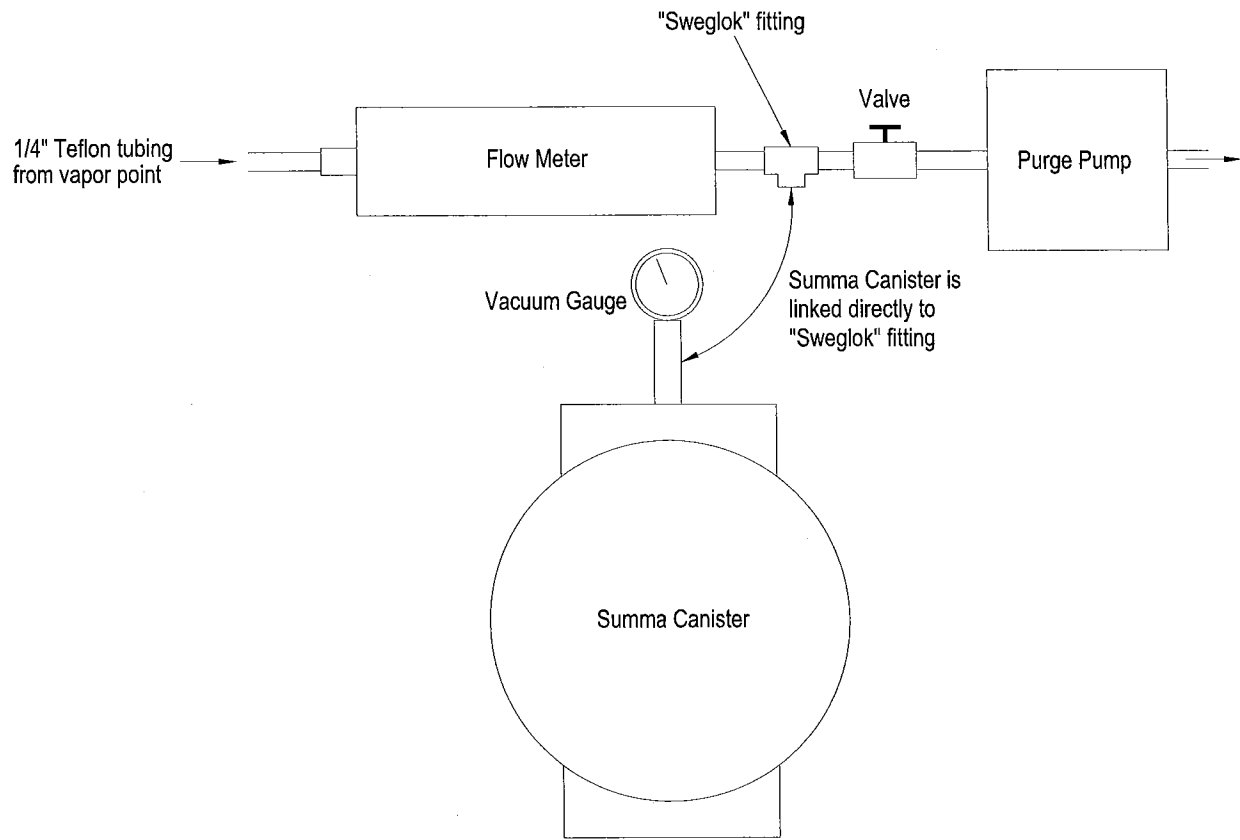 "Sweglok" fitting
Valve
1/4" Teflon tubing
from vapor point
Flow Meter
Purge Pump
Vacuum Gauge
Summa Canister is
linked directly to
"Sweglok" fitting
Summa Canister